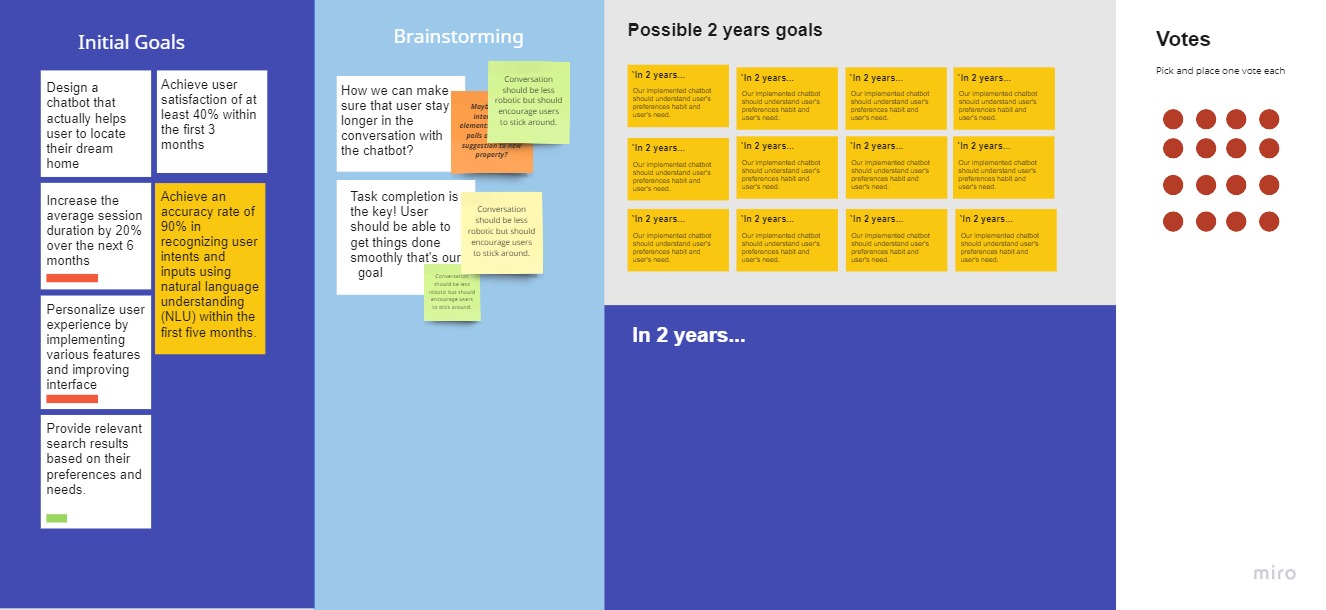 Initial Goals
Design a
chatbot that
actually helps
user to locate
their dream
home
Achieve user
satisfaction of at
least 40% within
the first 3
months
Increase the
average session
duration by 20%
over the next 6
months
Achieve an
accuracy rate of
90% in
recognizing user
intents and
inputs using
natural language
understanding
(NLU) within the
first five months.
Personalize user
experience by
implementing
various features
and improving
interface
Provide relevant
search results
based on their
preferences and
needs.
Brainstorming
How we can make
sure that user stay
longer in the
conversation with
the chatbot?
polls
suggestion to new
property?
Conversation
should be less
robotic but should
encourage users
to stick around.
Task completion is
the key! User
should be able to
get things done
smoothly that's our
goal
Conversation
should be less
robotic but should
encourage users
to stick around.
Conversation
should be less
robotic but should
encourage users
to stick around.
Possible 2 years goals
'In 2 years...
Our implemented chatbot
should understand user's
preferences habit and
user's need.
'In 2 years...
Our implemented chatbot
should understand user's
preferences habit and
user's need.
'In 2 years...
Our implemented chatbot
should understand user's
preferences habit and
user's need.
'In 2 years...
Our implemented chatbot
should understand user's
preferences habit and
user's need.
'In 2 years...
Our implemented chatbot
should understand user's
preferences habit and
user's need.
'In 2 years...
Our implemented chatbot
should understand user's
preferences habit and
user's need.
'In 2 years...
Our implemented chatbot
should understand user's
preferences habit and
user's need.
'In 2 years...
Our implemented chatbot
should understand user's
preferences habit and
user's need.
'In 2 years...
Our implemented chatbot
should understand user's
preferences habit and
user's need.
'In 2 years...
Our implemented chatbot
should understand user's
preferences habit and
user's need.
'In 2 years...
Our implemented chatbot
should understand user's
preferences habit and
user's need.
'In 2 years...
Our implemented chatbot
should understand user's
preferences habit and
user's need.
In 2 years...
Votes
Pick and place one vote each
miro